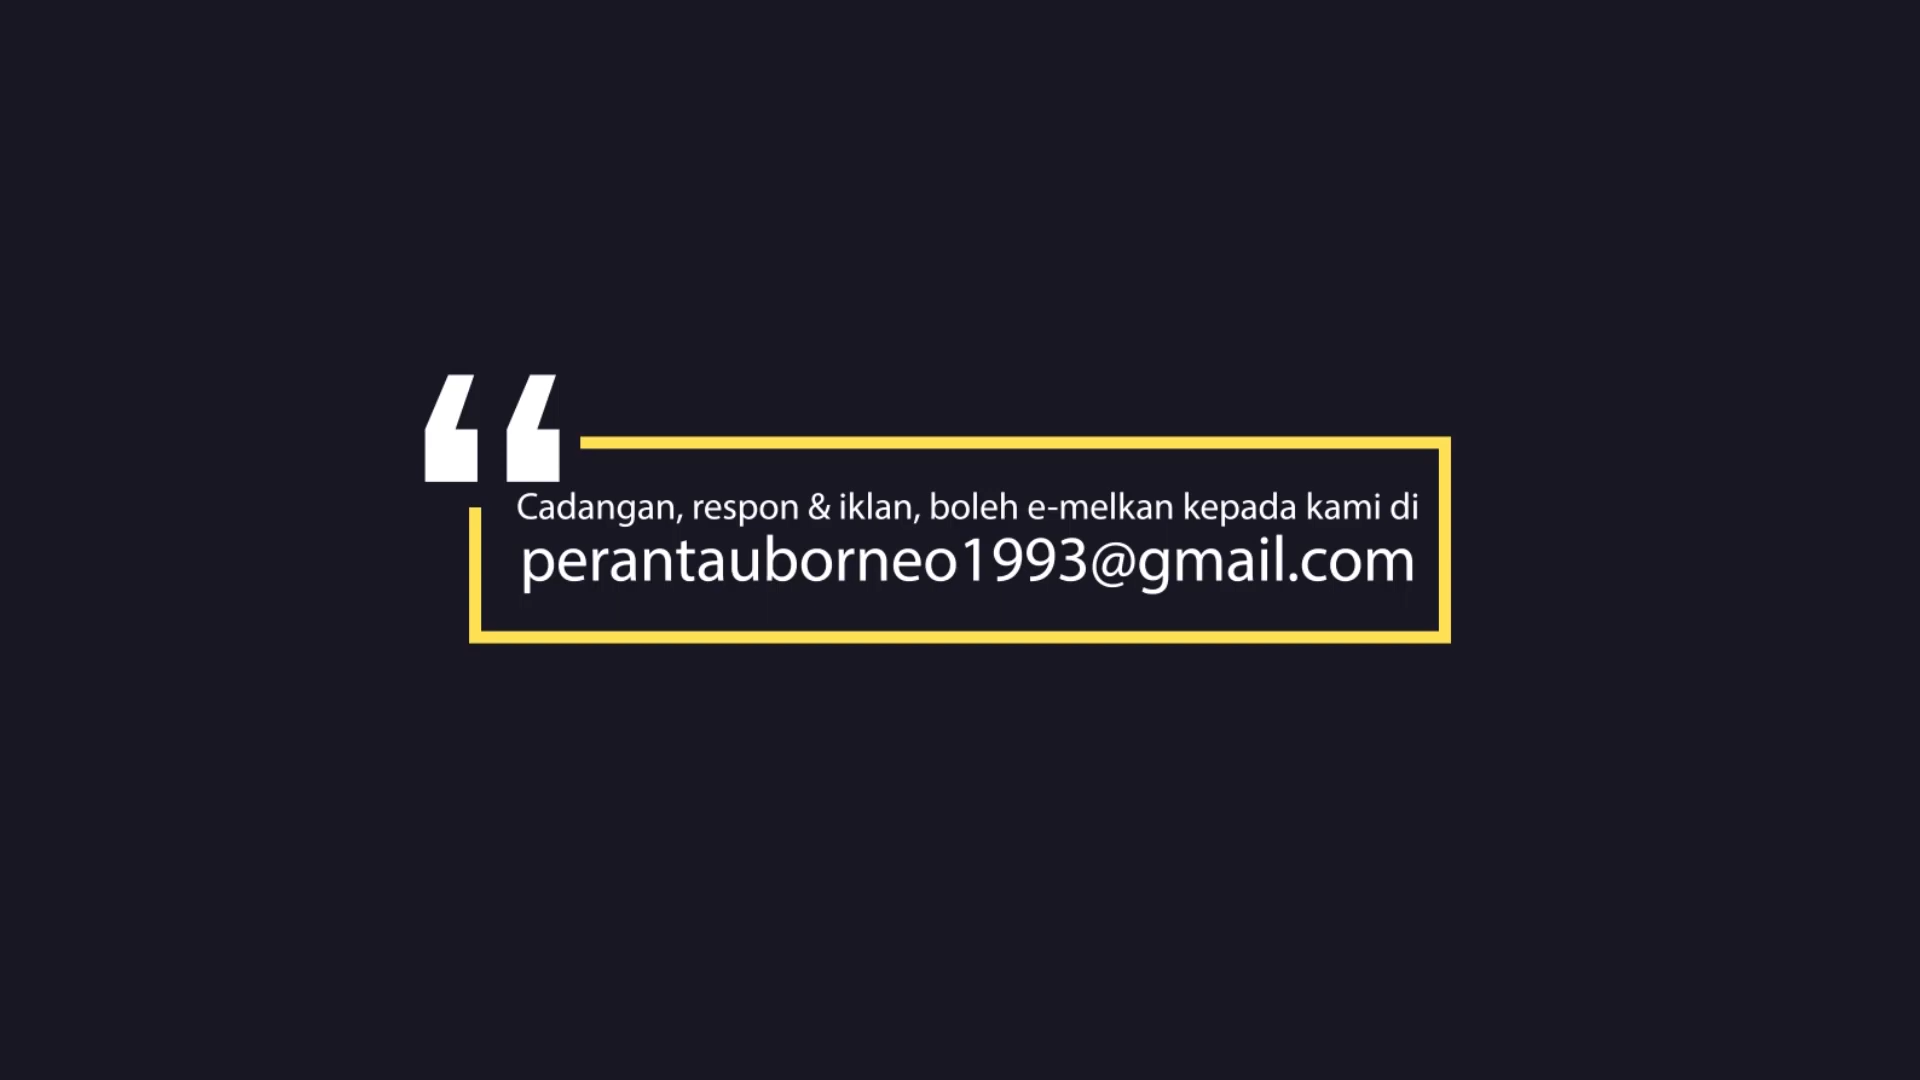 Cadangan, respon & iklan, boleh e-melkan kepada kami di
perantauborneo1993@gmail.com